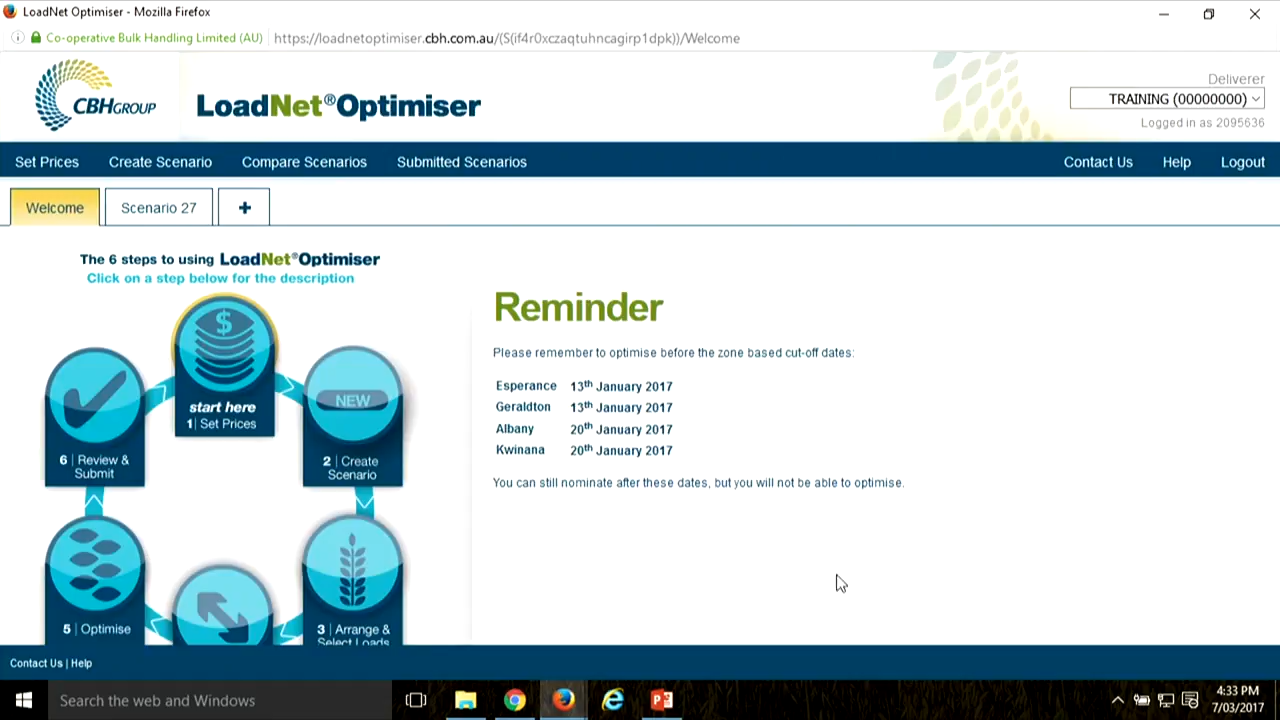 LoadNet Optimiser - Mozilla Firefox
Co-operative Bulk Handling Limited (AU)
https://loadnetoptimiser.cbh.com.au/(S(if4r0xczaqtuhncagirp1dpk))/Welcome
CBHGROUP
LoadNet®Optimiser
Deliverer
TRAINING (00000000)
Logged in as 2095636
Set Prices Create Scenario Compare Scenarios Submitted Scenarios Contact Us Help Logout
Welcome Scenario 27 +
The 6 steps to using LoadNet®Optimiser
Click on a step below for the description
$
start here
1 | Set Prices
NEW
2 | Create
Scenario
6 | Review &
Submit
5 | Optimise
3 | Arrange &
Select Loads
Reminder
Please remember to optimise before the zone based cut-off dates:
Esperance 13th January 2017
Geraldton 13th January 2017
Albany 20th January 2017
Kwinana 20th January 2017
You can still nominate after these dates, but you will not be able to optimise.
Contact Us | Help
Search the web and Windows
4:33 PM
7/03/2017